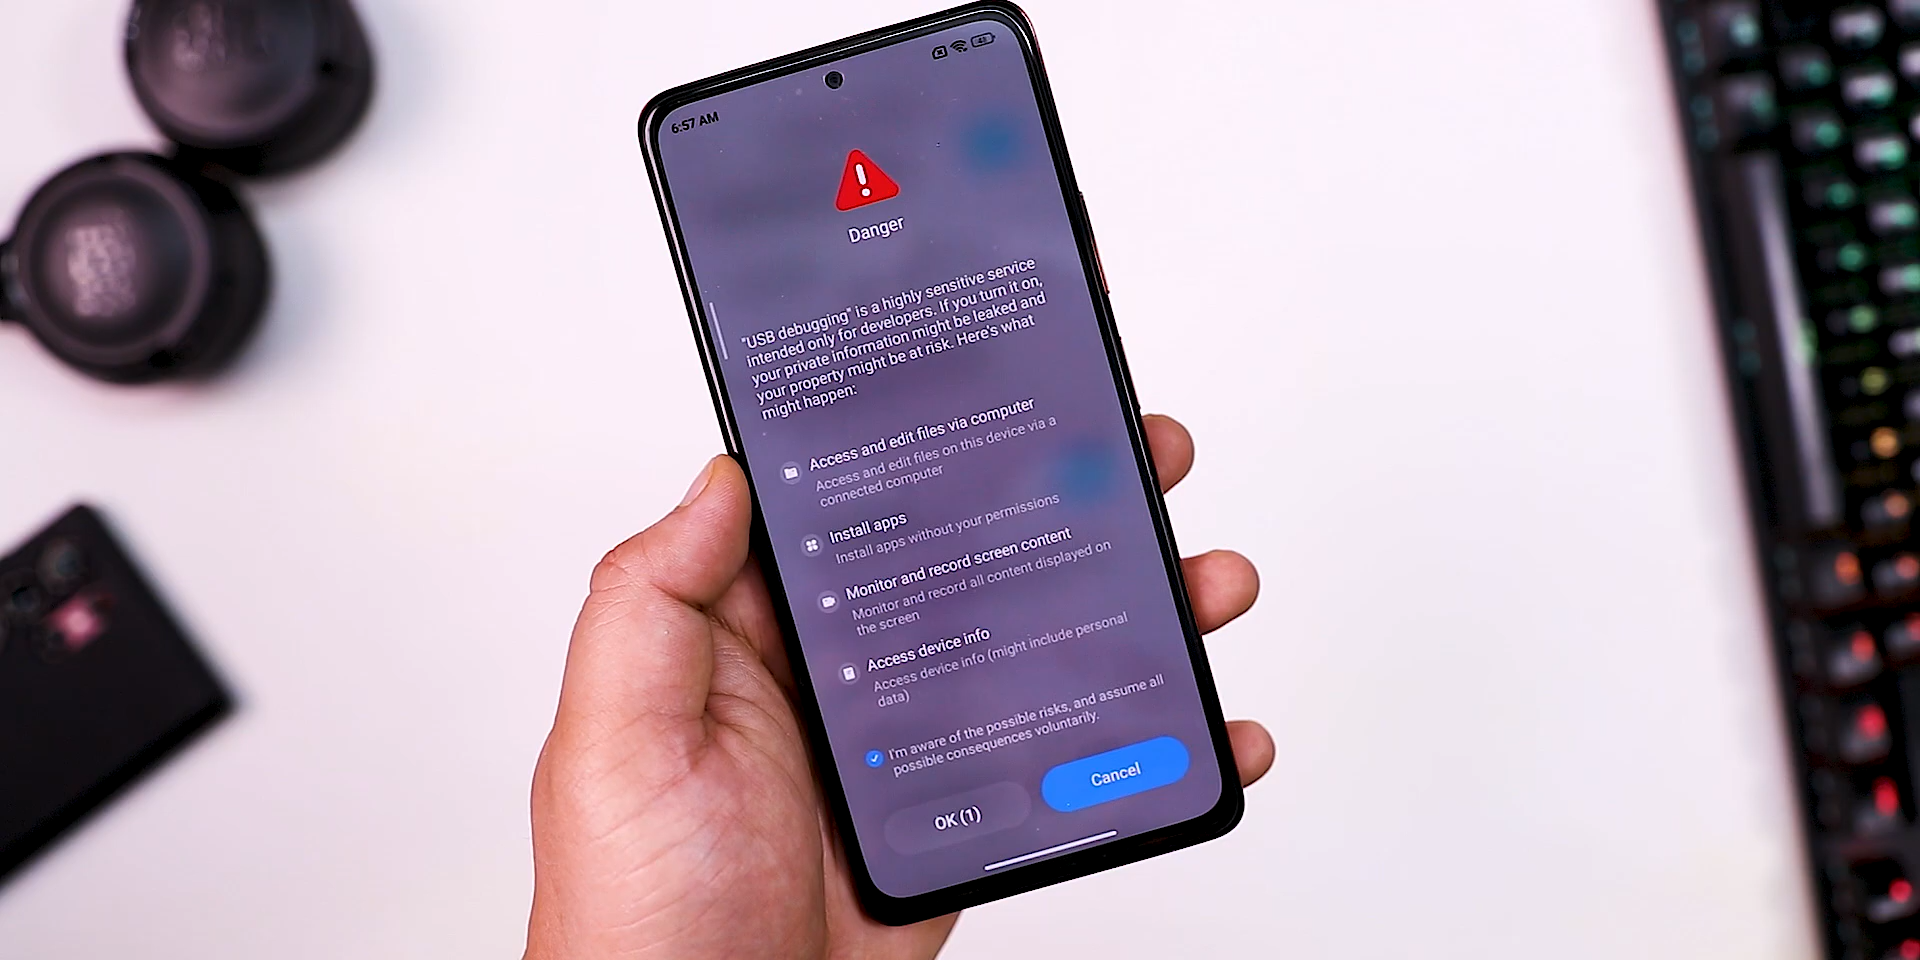 6:57 AM
Danger
"USB debugging" is a highly sensitive service
intended only for developers. If you turn it on,
your private information might be leaked and
your property might be at risk. Here's what
might happen:
Access and edit files via computer
Access and edit files on this device via a
connected computer
Install apps
Install apps without your permissions
Monitor and record screen content
Monitor and record all content displayed on
the screen
Access device info
Access device info (might include personal
data)
I'm aware of the possible risks, and assume all
possible consequences voluntarily.
OK (1)
Cancel